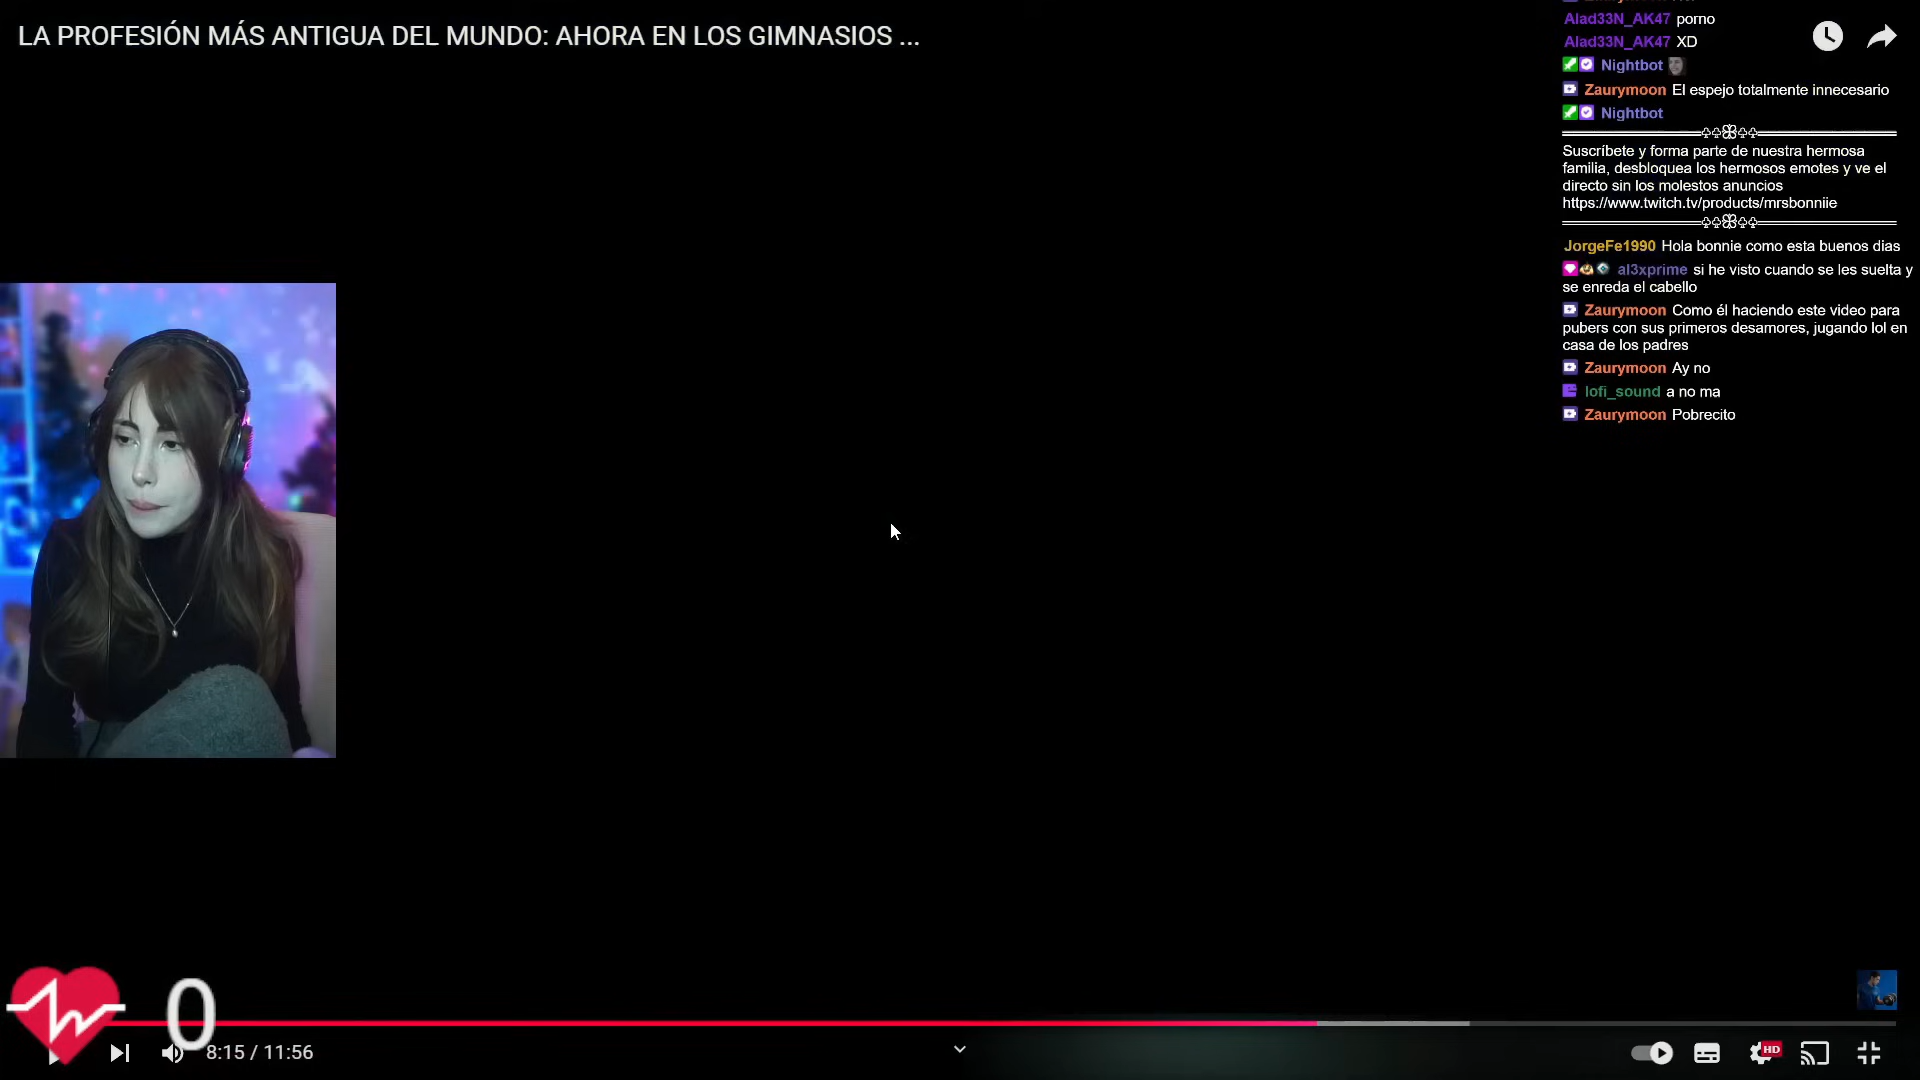 LA PROFESIÓN MÁS ANTIGUA DEL MUNDO: AHORA EN LOS GIMNASIOS ...
Alad33N_AK47 porno
Alad33N_AK47 XD
Nightbot
Zaurymoon El espejo totalmente innecesario
Nightbot
Suscríbete y forma parte de nuestra hermosa
familia, desbloquea los hermosos emotes y ve el
directo sin los molestos anuncios
https://www.twitch.tv/products/mrsbonniie
JorgeFe1990 Hola bonnie como esta buenos dias
al3xprime si he visto cuando se les suelta y
se enreda el cabello
Zaurymoon Como él haciendo este video para
pubers con sus primeros desamores, jugando lol en
casa de los padres
Zaurymoon Ay no
lofi_sound a no ma
Zaurymoon Pobrecito
0
8:15 / 11:56
HD